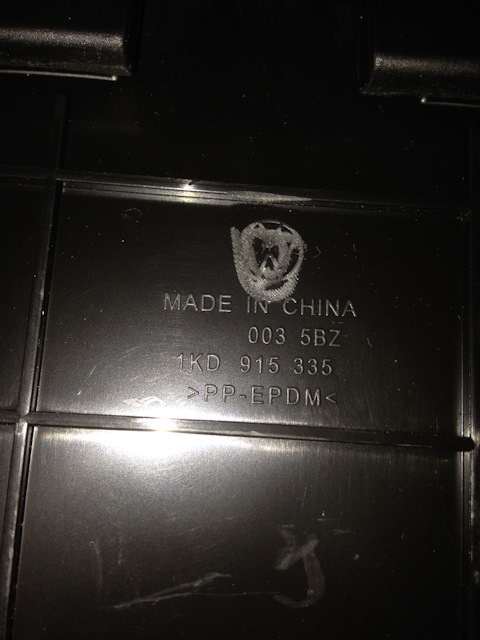 MADE IN CHINA
003 5BZ
1KD 915 335
>PP-EPDM<